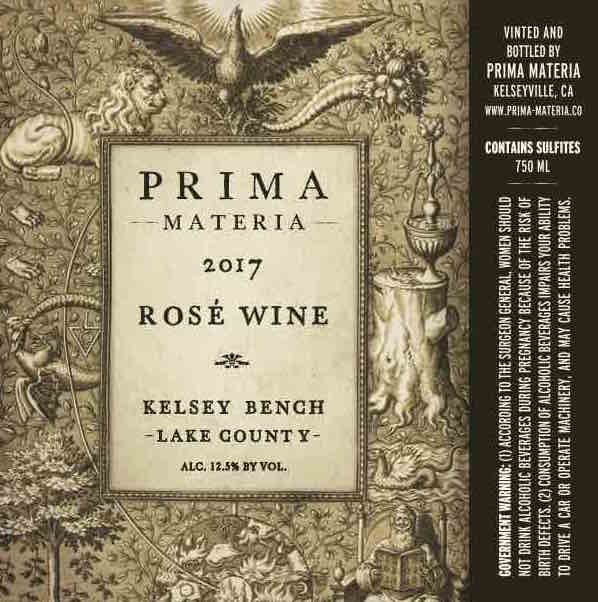 PRIMA
MATERIA
2017
ROSÉ WINE
KELSEY BENCH
-LAKE COUNTY-
ALC. 12.5% BY VOL.
VINTED AND
BOTTLED BY
PRIMA MATERIA
KELSEYVILLE, CA
WWW.PRIMA-MATERIA.CO
CONTAINS SULFITES
750 ML
GOVERNMENT WARNING: (1) ACCORDING TO THE SURGEON GENERAL, WOMEN SHOULD
NOT DRINK ALCOHOLIC BEVERAGES DURING PREGNANCY BECAUSE OF THE RISK OF
BIRTH DEFECTS. (2) CONSUMPTION OF ALCOHOLIC BEVERAGES IMPAIRS YOUR ABILITY
TO DRIVE A CAR OR OPERATE MACHINERY, AND MAY CAUSE HEALTH PROBLEMS.